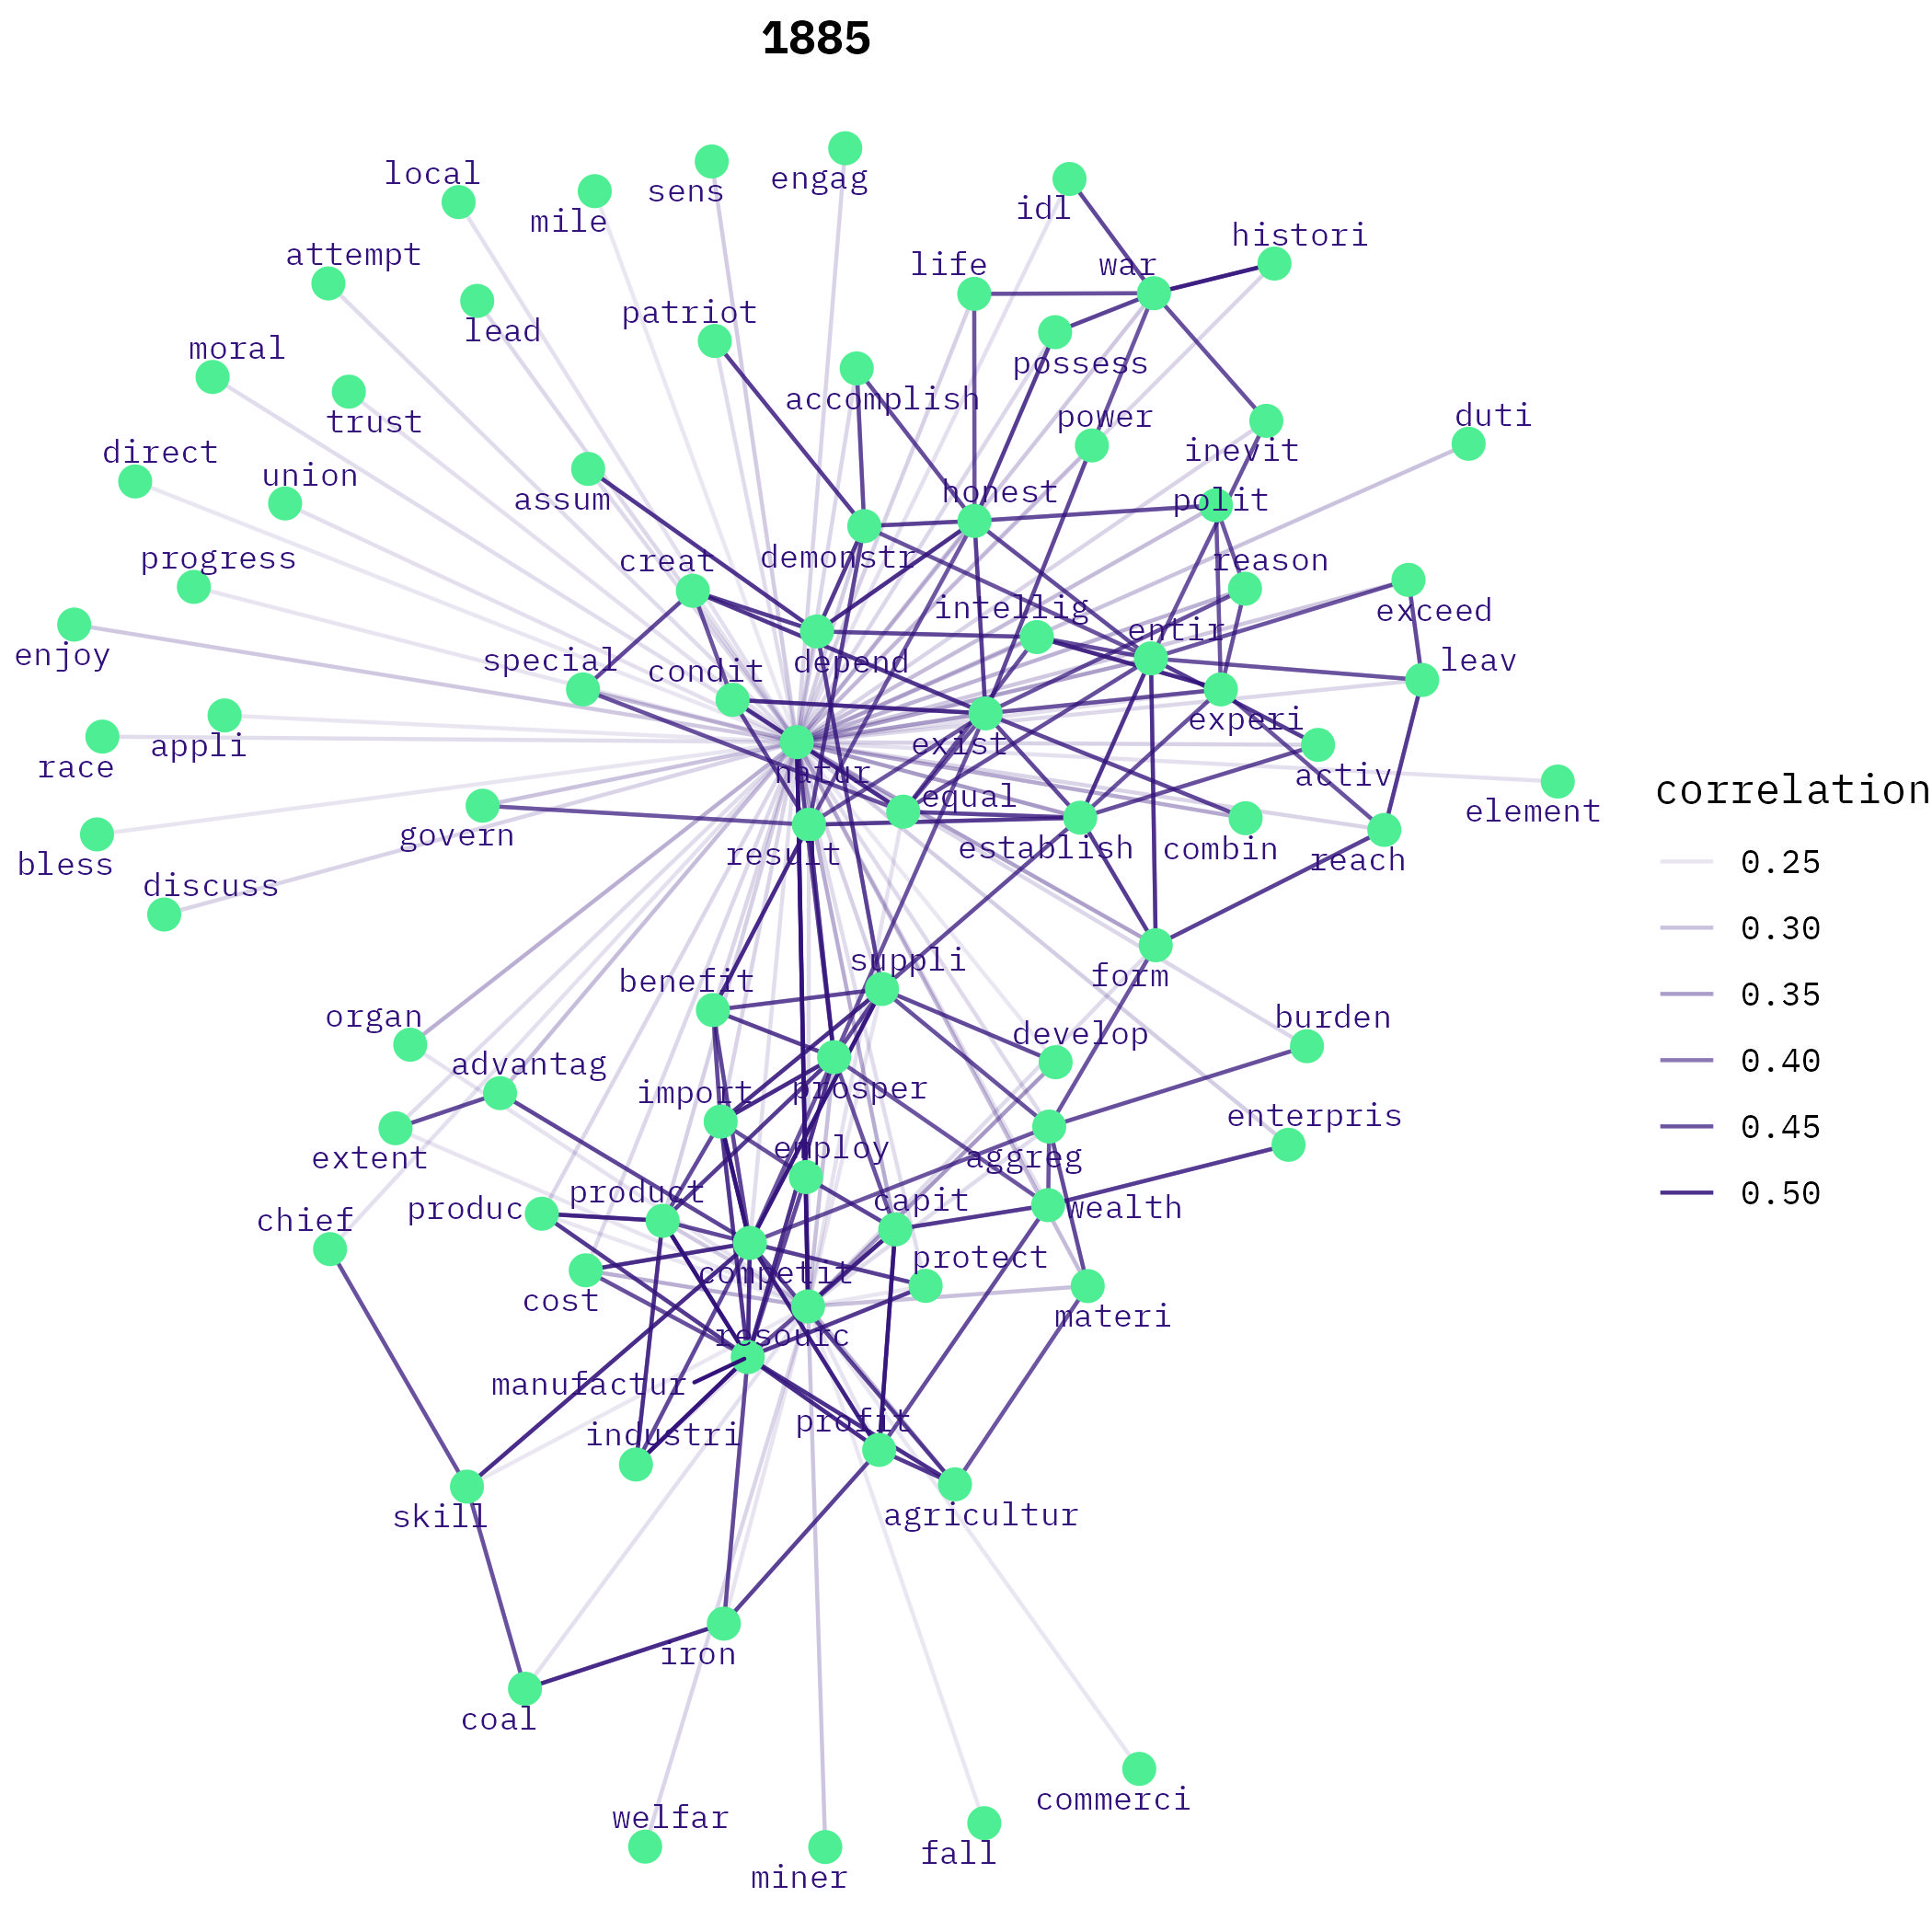 1885
local
sens
engag
mile
idl
histori
attempt
life
war
lead
patriot
moral
possess
trust
accomplish
power
duti
direct
inevit
union
assum
honest
polit
progress
creat
demonstr
reason
intellig
exceed
enjoy
special
condit
depend
entir
leav
experi
race
appli
exist
natur
activ
equal
element
govern
bless
result
establish
combin
reach
discuss
suppli
benefit
form
organ
develop
burden
advantag
import
prosper
enterpris
extent
employ
aggreg
chief
produc
product
capit
wealth
protect
cost
competit
materi
resourc
manufactur
profit
industri
skill
agricultur
iron
coal
commerci
welfar
miner
fall
correlation
0.25
0.30
0.35
0.40
0.45
0.50